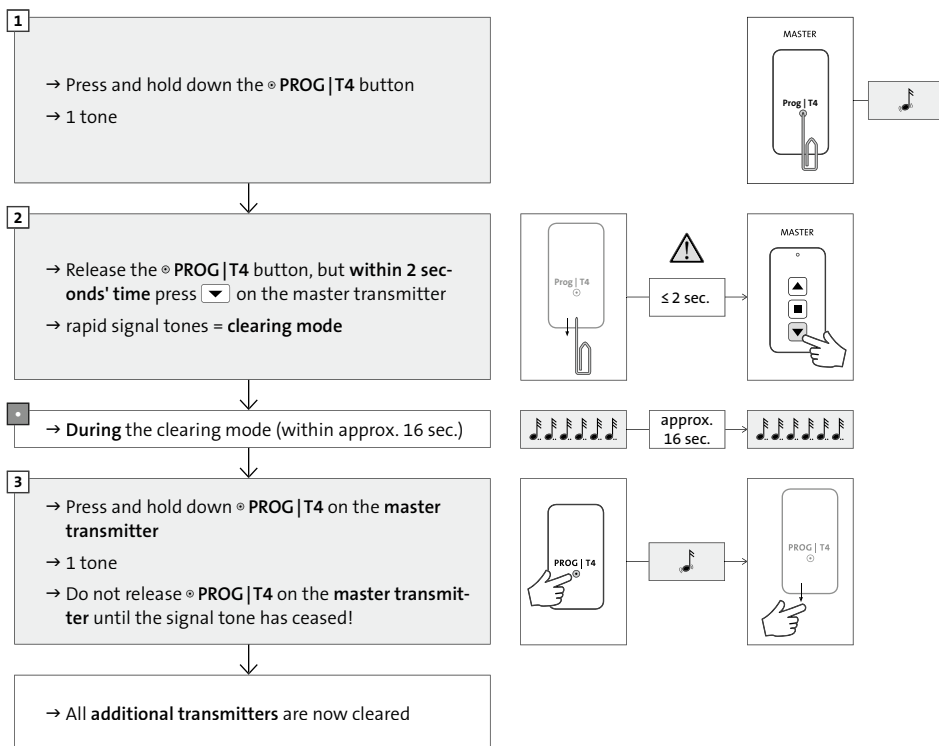 1
→ Press and hold down the ⊙ PROG|T4 button
→ 1 tone
MASTER
Prog | T4
2
→ Release the ⊙ PROG|T4 button, but within 2 sec-
onds' time press ▼ on the master transmitter
→ rapid signal tones = clearing mode
Prog | T4
≤ 2 sec.
MASTER
→ During the clearing mode (within approx. 16 sec.)
approx.
16 sec.
3
→ Press and hold down ⊙ PROG|T4 on the master
transmitter
→ 1 tone
→ Do not release ⊙ PROG|T4 on the master transmit-
ter until the signal tone has ceased!
PROG | T4
PROG | T4
→ All additional transmitters are now cleared